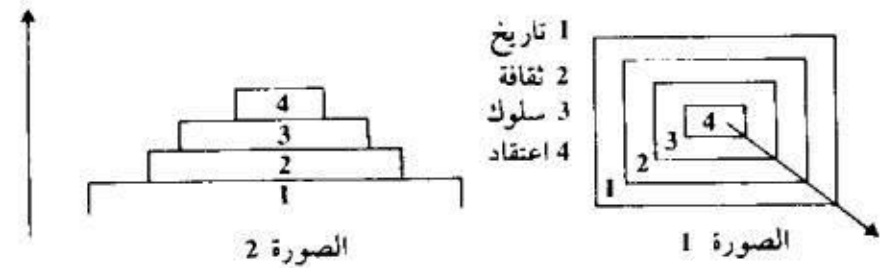 1 تاريخ
2 ثقافة
3 سلوك
4 اعتقاد
4
3
2
1
الصورة 1
4
3
2
1
الصورة 2